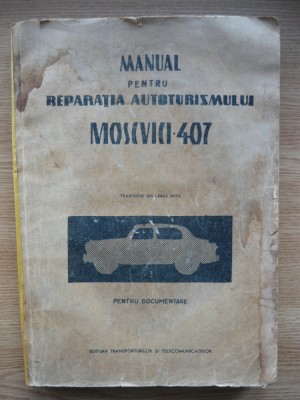 MANUAL
PENTRU
REPARAȚIA AUTOTURISMULUI
MOSCVICI-407
TRADUCERE DIN LIMBA RUSĂ
PENTRU DOCUMENTARE
EDITURA TRANSPORTURILOR ȘI TELECOMUNICAȚIILOR